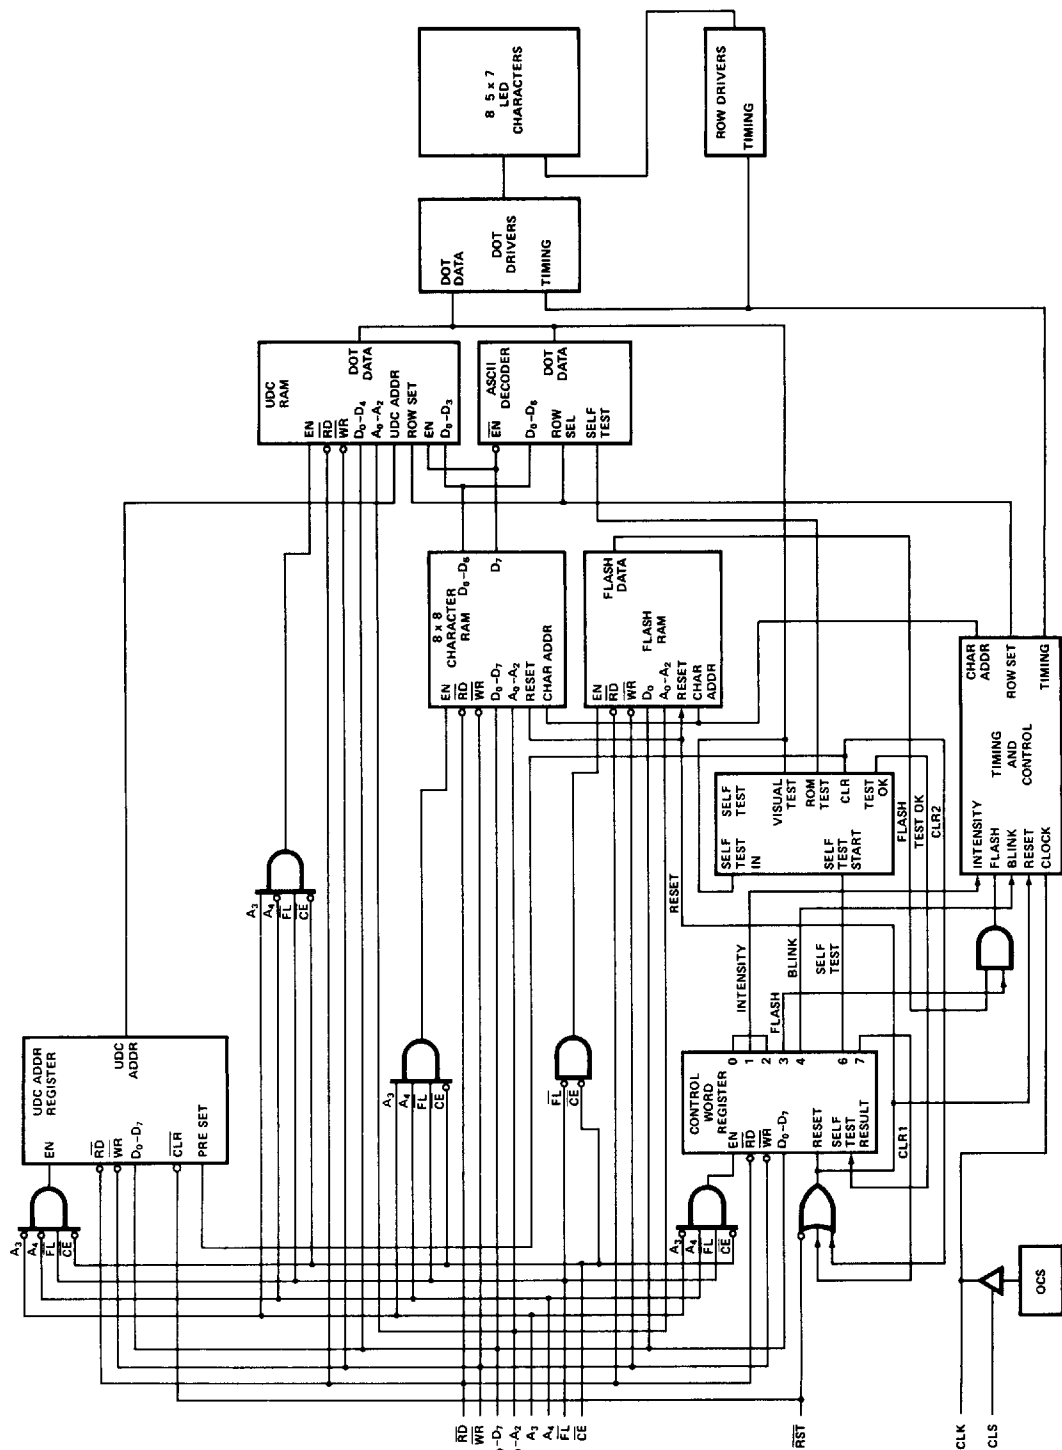 8 5 x 7
LED
CHARACTERS
ROW DRIVERS
TIMING
DOT
DATA
DOT
DRIVERS
TIMING
UDC
RAM
EN
RD
WR
D0–D4
A0–A2
UDC ADDR
ROW SET
EN
D0–D3
DOT
DATA
ASCII
DECODER
EN
D0–D6
ROW
SEL
SELF
TEST
DOT
DATA
8 x 8
CHARACTER
RAM
EN
RD
WR
D0–D7
A0–A2
RESET
CHAR ADDR
D0–D6
D7
FLASH
DATA
FLASH
RAM
EN
RD
WR
D0
A0–A2
RESET
CHAR
ADDR
SELF
TEST
IN
SELF
TEST
VISUAL
TEST
ROM
TEST
CLR
TEST
OK
SELF
TEST
START
FLASH
TEST OK
CLR2
CHAR
ADDR
ROW SET
TIMING
TIMING
AND
CONTROL
INTENSITY
FLASH
BLINK
RESET
CLOCK
A3
A4
FL
CE
RESET
INTENSITY
FLASH
BLINK
SELF
TEST
UDC ADDR
REGISTER
UDC
ADDR
EN
RD
WR
D0–D7
CLR
PRE SET
A3
A4
FL
CE
FL
CE
CONTROL
WORD
REGISTER
EN
RD
WR
D0–D7
RESET
SELF
TEST
RESULT
0
1
2
3
4
6
7
CLR1
A3
A4
FL
CE
A3
A4
FL
CE
OCS
RD
WR
–D7
–A2
A3
A4
FL
CE
RST
CLK
CLS